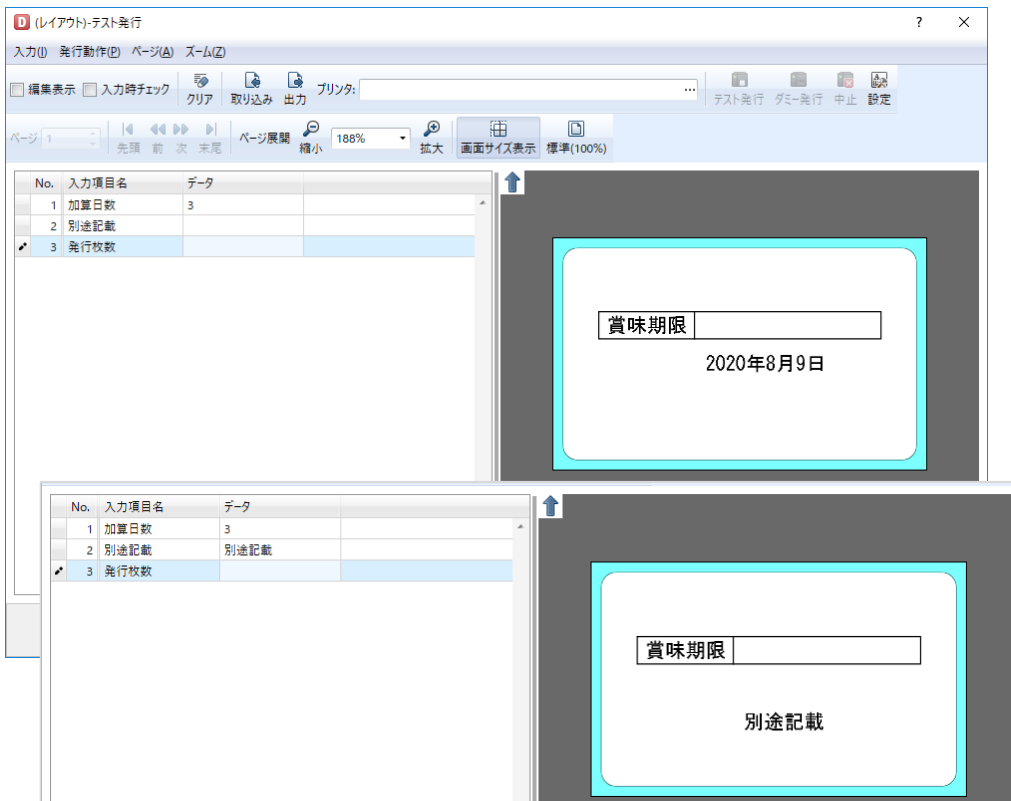 D (レイアウト)-テスト発行 ? ×
入力(I) 発行動作(P) ページ(A) ズーム(Z)
編集表示 入力時チェック クリア 取り込み 出力 プリンタ: ... テスト発行 ダミー発行 中止 設定
ページ 1 先頭 前 次 末尾 ページ展開 縮小 188% 拡大 画面サイズ表示 標準(100%)
No. 入力項目名 データ
1 加算日数 3
2 別途記載
3 発行枚数
賞味期限
2020年8月9日
No. 入力項目名 データ
1 加算日数 3
2 別途記載 別途記載
3 発行枚数
賞味期限
別途記載